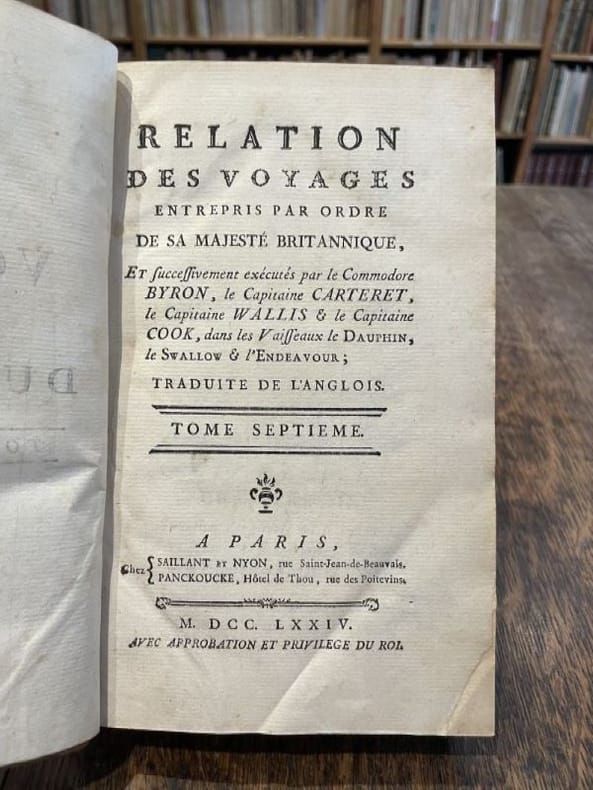 RELATION
DES VOYAGES
ENTREPRIS PAR ORDRE
DE SA MAJESTÉ BRITANNIQUE,
ET ſucceſſivement exécutés par le Commodore
BYRON, le Capitaine CARTERET,
le Capitaine WALLIS & le Capitaine
COOK, dans les Vaiſſeaux le DAUPHIN,
le SWALLOW & l'ENDEAVOUR;
TRADUITE DE L'ANGLOIS.
TOME SEPTIEME.
A PARIS,
Chez { SAILLANT ET NYON, rue Saint-Jean-de-Beauvais.
PANCKOUCKE, Hôtel de Thou, rue des Poitevins.
M. DCC. LXXIV.
AVEC APPROBATION ET PRIVILEGE DU ROI.